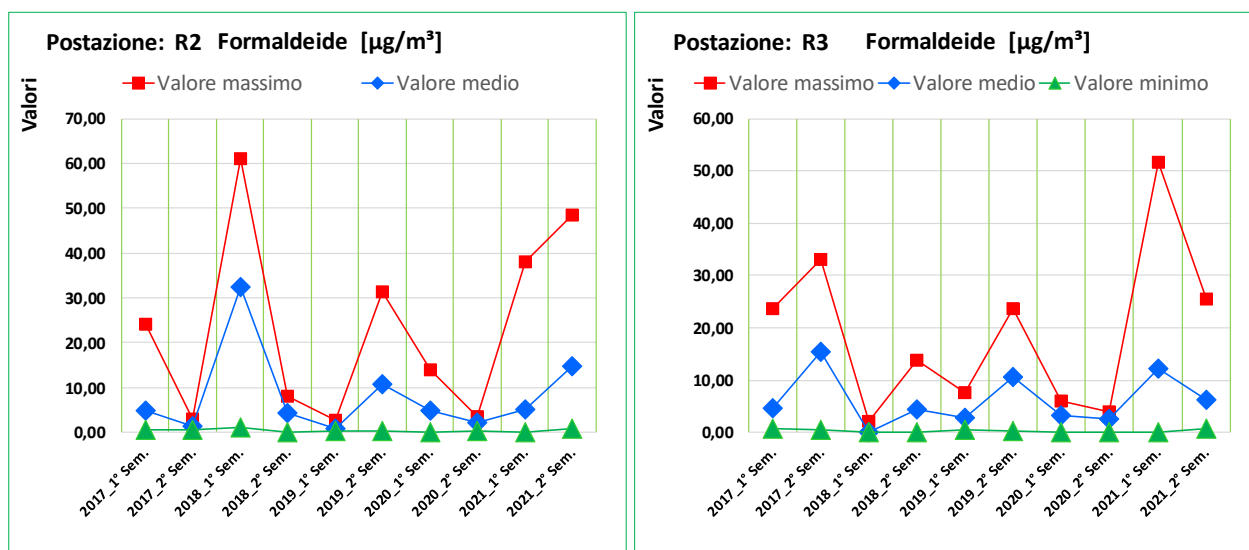 Postazione: R2 Formaldeide [µg/m³]
Valore massimo Valore medio
Valori
70,00
60,00
50,00
40,00
30,00
20,00
10,00
0,00
2017_1° Sem.
2017_2° Sem.
2018_1° Sem.
2018_2° Sem.
2019_1° Sem.
2019_2° Sem.
2020_1° Sem.
2020_2° Sem.
2021_1° Sem.
2021_2° Sem.
Postazione: R3 Formaldeide [µg/m³]
Valore massimo Valore medio Valore minimo
Valori
60,00
50,00
40,00
30,00
20,00
10,00
0,00
2017_1° Sem.
2017_2° Sem.
2018_1° Sem.
2018_2° Sem.
2019_1° Sem.
2019_2° Sem.
2020_1° Sem.
2020_2° Sem.
2021_1° Sem.
2021_2° Sem.